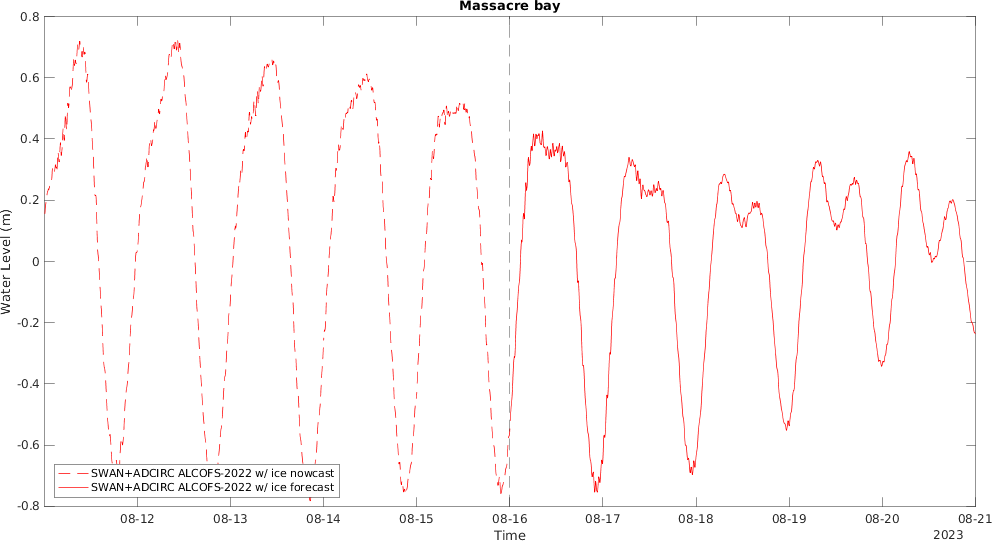 Massacre bay
Water Level (m)
0.8
0.6
0.4
0.2
0
-0.2
-0.4
-0.6
-0.8
SWAN+ADCIRC ALCOFS-2022 w/ ice nowcast
SWAN+ADCIRC ALCOFS-2022 w/ ice forecast
08-12 08-13 08-14 08-15 08-16 08-17 08-18 08-19 08-20 08-21
Time
2023